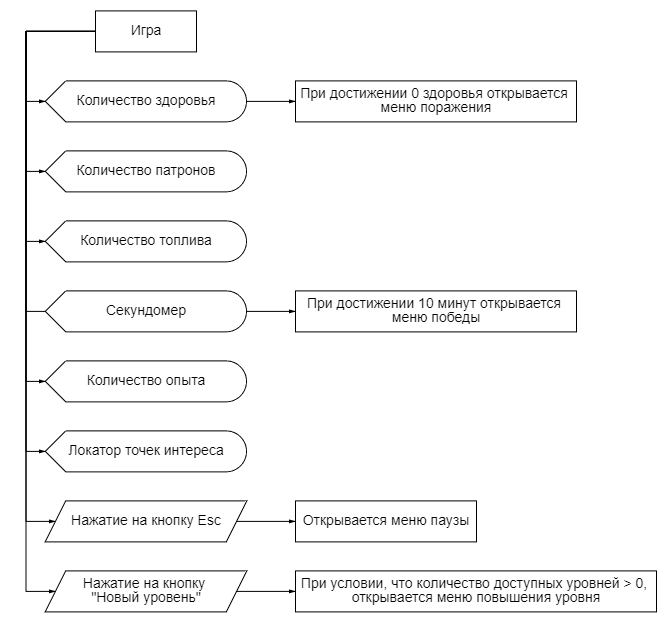 Игра
Количество здоровья
При достижении 0 здоровья открывается
меню поражения
Количество патронов
Количество топлива
Секундомер
При достижении 10 минут открывается
меню победы
Количество опыта
Локатор точек интереса
Нажатие на кнопку Esc
Открывается меню паузы
Нажатие на кнопку
"Новый уровень"
При условии, что количество доступных уровней > 0,
открывается меню повышения уровня